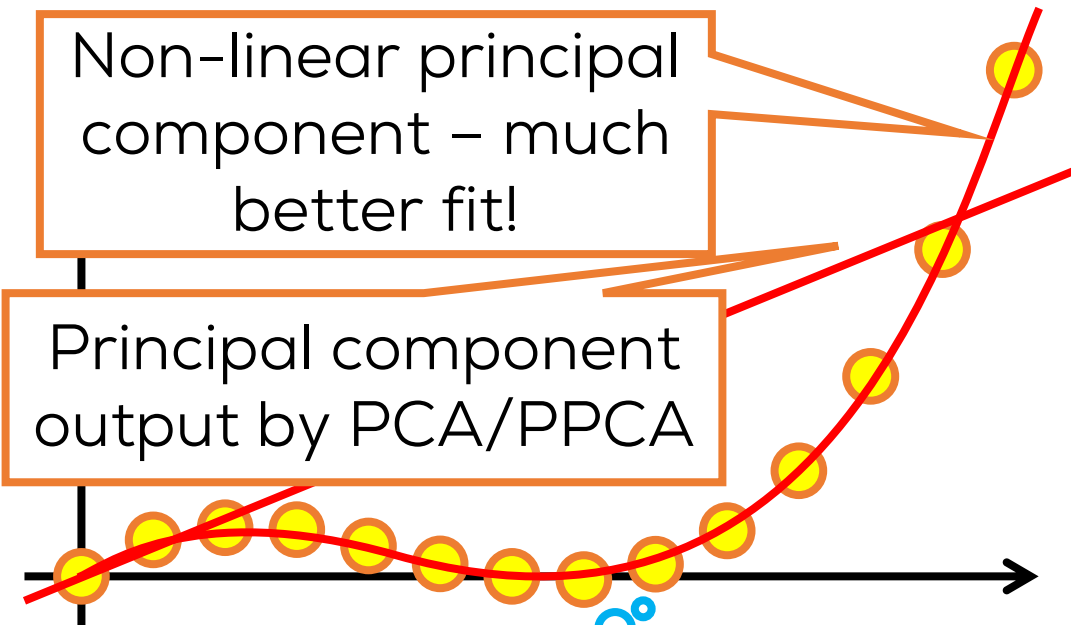 Non-linear principal
component – much
better fit!
Principal component
output by PCA/PPCA